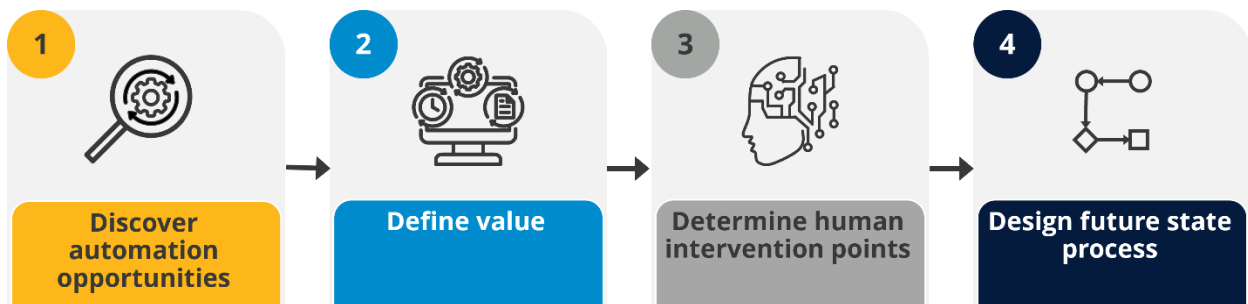 1
2
3
4
Discover
automation
opportunities
Define value
Determine human
intervention points
Design future state
process